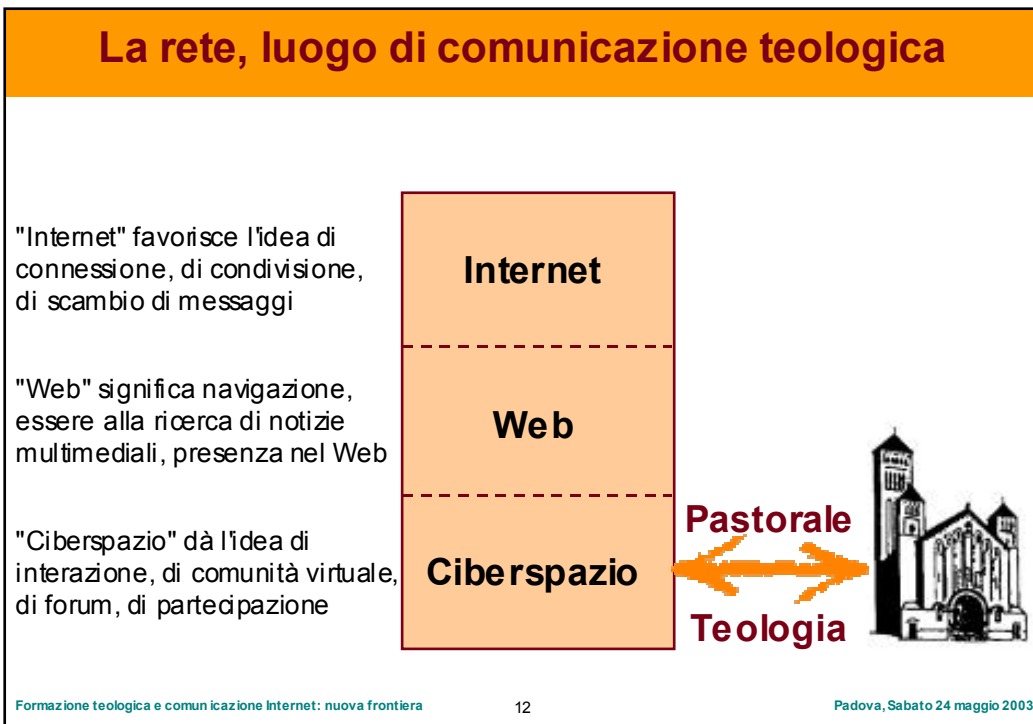 La rete, luogo di comunicazione teologica
"Internet" favorisce l'idea di
connessione, di condivisione,
di scambio di messaggi
Internet
"Web" significa navigazione,
essere alla ricerca di notizie
multimediali, presenza nel Web
Web
"Ciberspazio" dà l'idea di
interazione, di comunità virtuale,
di forum, di partecipazione
Ciberspazio
Pastorale
Teologia
Formazione teologica e comunicazione Internet: nuova frontiera
12
Padova, Sabato 24 maggio 2003